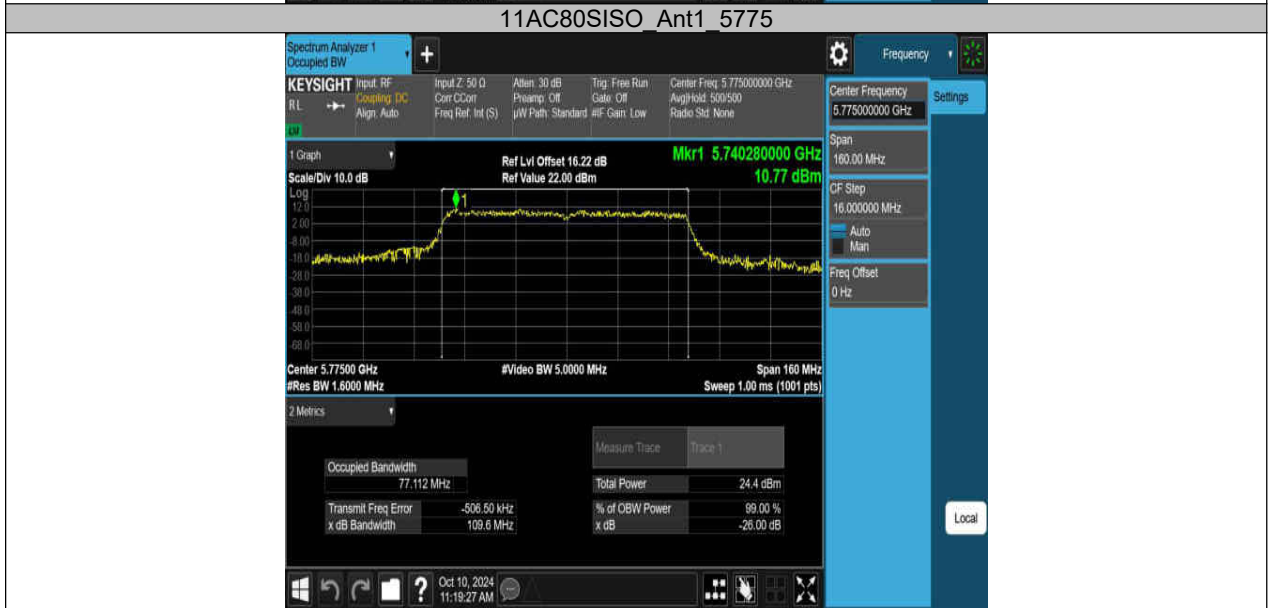 11AC80SISO_Ant1_5775
Spectrum Analyzer 1
Occupied BW
+
Frequency
KEYSIGHT
RL
LM
Input: RF
Coupling: DC
Align: Auto
Input Z: 50 Ω
Corr CCorr
Freq Ref: Int (S)
Atten: 30 dB
Preamp: Off
µW Path: Standard
Trig: Free Run
Gate: Off
#IF Gain: Low
Center Freq: 5.775000000 GHz
Avg|Hold: 500/500
Radio Std: None
Center Frequency
5.775000000 GHz
Settings
Span
160.00 MHz
CF Step
16.000000 MHz
Auto
Man
Freq Offset
0 Hz
Local
1 Graph
Scale/Div 10.0 dB
Ref Lvl Offset 16.22 dB
Ref Value 22.00 dBm
Mkr1 5.740280000 GHz
10.77 dBm
Log
12.0
2.00
-8.00
-18.0
-28.0
-38.0
-48.0
-58.0
-68.0
1
Center 5.77500 GHz
#Res BW 1.6000 MHz
#Video BW 5.0000 MHz
Span 160 MHz
Sweep 1.00 ms (1001 pts)
2 Metrics
Measure Trace
Trace 1
Occupied Bandwidth
77.112 MHz
Total Power
24.4 dBm
Transmit Freq Error
-506.50 kHz
% of OBW Power
99.00 %
x dB Bandwidth
109.6 MHz
x dB
-26.00 dB
?
Oct 10, 2024
11:19:27 AM